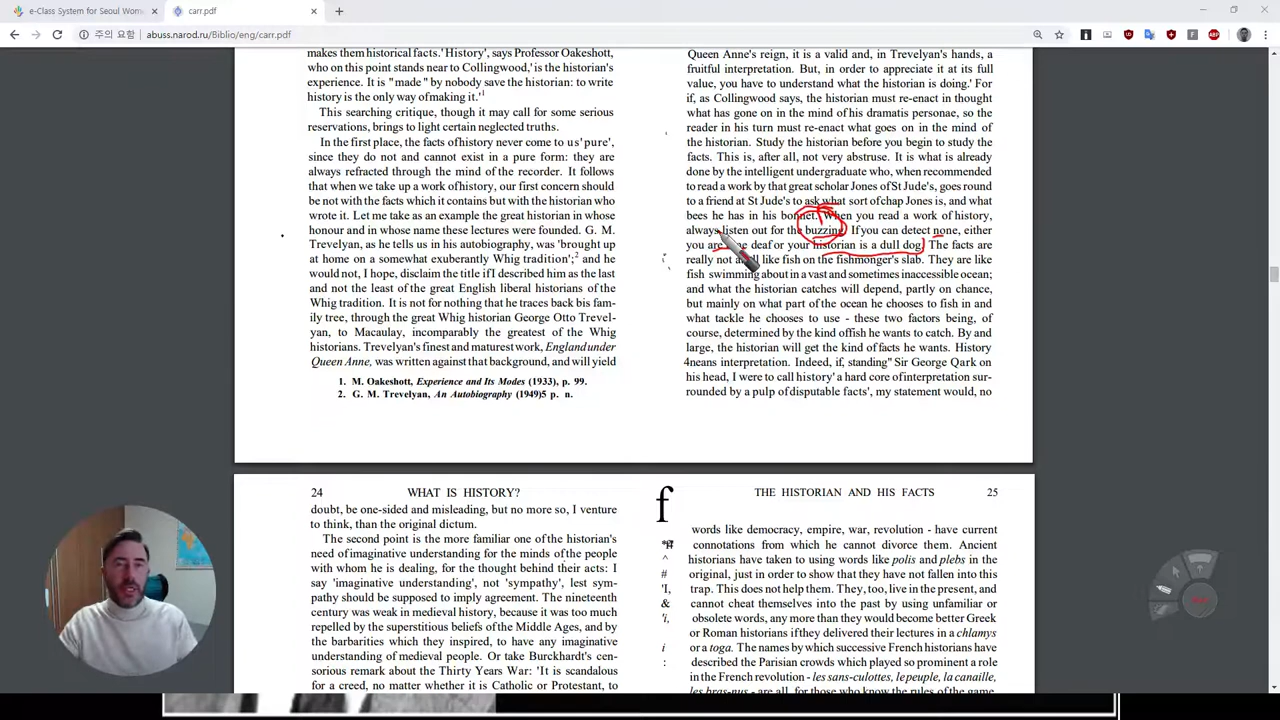 e-Class System for Seoul Wom
carr.pdf
주의 요함
abuss.narod.ru/Biblio/eng/carr.pdf
makes them historical facts.' History', says Professor Oakeshott,
who on this point stands near to Collingwood,' is the historian's
experience. It is "made" by nobody save the historian: to write
history is the only way of making it.'1
This searching critique, though it may call for some serious
reservations, brings to light certain neglected truths.
In the first place, the facts of history never come to us 'pure',
since they do not and cannot exist in a pure form: they are
always refracted through the mind of the recorder. It follows
that when we take up a work of history, our first concern should
be not with the facts which it contains but with the historian who
wrote it. Let me take as an example the great historian in whose
honour and in whose name these lectures were founded. G. M.
Trevelyan, as he tells us in his autobiography, was 'brought up
at home on a somewhat exuberantly Whig tradition';2 and he
would not, I hope, disclaim the title if I described him as the last
and not the least of the great English liberal historians of the
Whig tradition. It is not for nothing that he traces back bis fam-
ily tree, through the great Whig historian George Otto Trevel-
yan, to Macaulay, incomparably the greatest of the Whig
historians. Trevelyan's finest and maturest work, England under
Queen Anne, was written against that background, and will yield
1. M. Oakeshott, Experience and Its Modes (1933), p. 99.
2. G. M. Trevelyan, An Autobiography (1949)5 p. n.
Queen Anne's reign, it is a valid and, in Trevelyan's hands, a
fruitful interpretation. But, in order to appreciate it at its full
value, you have to understand what the historian is doing.' For
if, as Collingwood says, the historian must re-enact in thought
what has gone on in the mind of his dramatis personae, so the
reader in his turn must re-enact what goes on in the mind of
the historian. Study the historian before you begin to study the
facts. This is, after all, not very abstruse. It is what is already
done by the intelligent undergraduate who, when recommended
to read a work by that great scholar Jones of St Jude's, goes round
to a friend at St Jude's to ask what sort of chap Jones is, and what
bees he has in his bonnet. When you read a work of history,
always listen out for the buzzing. If you can detect none, either
you are deaf or your historian is a dull dog. The facts are
really not at all like fish on the fishmonger's slab. They are like
fish swimming about in a vast and sometimes inaccessible ocean;
and what the historian catches will depend, partly on chance,
but mainly on what part of the ocean he chooses to fish in and
what tackle he chooses to use - these two factors being, of
course, determined by the kind offish he wants to catch. By and
large, the historian will get the kind of facts he wants. History
4neans interpretation. Indeed, if, standing" Sir George Qark on
his head, I were to call history' a hard core of interpretation sur-
rounded by a pulp of disputable facts', my statement would, no
24 WHAT IS HISTORY?
doubt, be one-sided and misleading, but no more so, I venture
to think, than the original dictum.
The second point is the more familiar one of the historian's
need of imaginative understanding for the minds of the people
with whom he is dealing, for the thought behind their acts: I
say 'imaginative understanding', not 'sympathy', lest sym-
pathy should be supposed to imply agreement. The nineteenth
century was weak in medieval history, because it was too much
repelled by the superstitious beliefs of the Middle Ages, and by
the barbarities which they inspired, to have any imaginative
understanding of medieval people. Or take Burckhardt's cen-
sorious remark about the Thirty Years War: 'It is scandalous
for a creed, no matter whether it is Catholic or Protestant, to
f THE HISTORIAN AND HIS FACTS 25
words like democracy, empire, war, revolution - have current
connotations from which he cannot divorce them. Ancient
^ historians have taken to using words like polis and plebs in the
# original, just in order to show that they have not fallen into this
'I, trap. This does not help them. They, too, live in the present, and
& cannot cheat themselves into the past by using unfamiliar or
'i, obsolete words, any more than they would become better Greek
or Roman historians if they delivered their lectures in a chlamys
i or a toga. The names by which successive French historians have
: described the Parisian crowds which played so prominent a role
in the French revolution - les sans-culottes, le peuple, la canaille,
les bras-nus - are all, for those who know the rules of the game